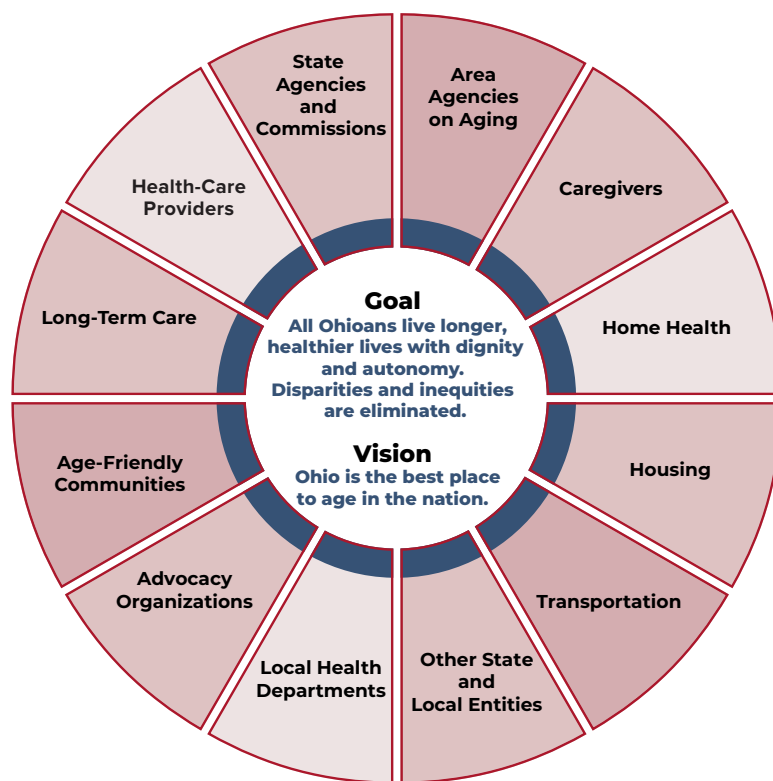 State
Agencies
and
Commissions
Area
Agencies
on Aging
Caregivers
Home Health
Housing
Transportation
Other State
and
Local Entities
Local Health
Departments
Advocacy
Organizations
Age-Friendly
Communities
Long-Term Care
Health-Care
Providers
Goal
All Ohioans live longer,
healthier lives with dignity
and autonomy.
Disparities and inequities
are eliminated.
Vision
Ohio is the best place
to age in the nation.